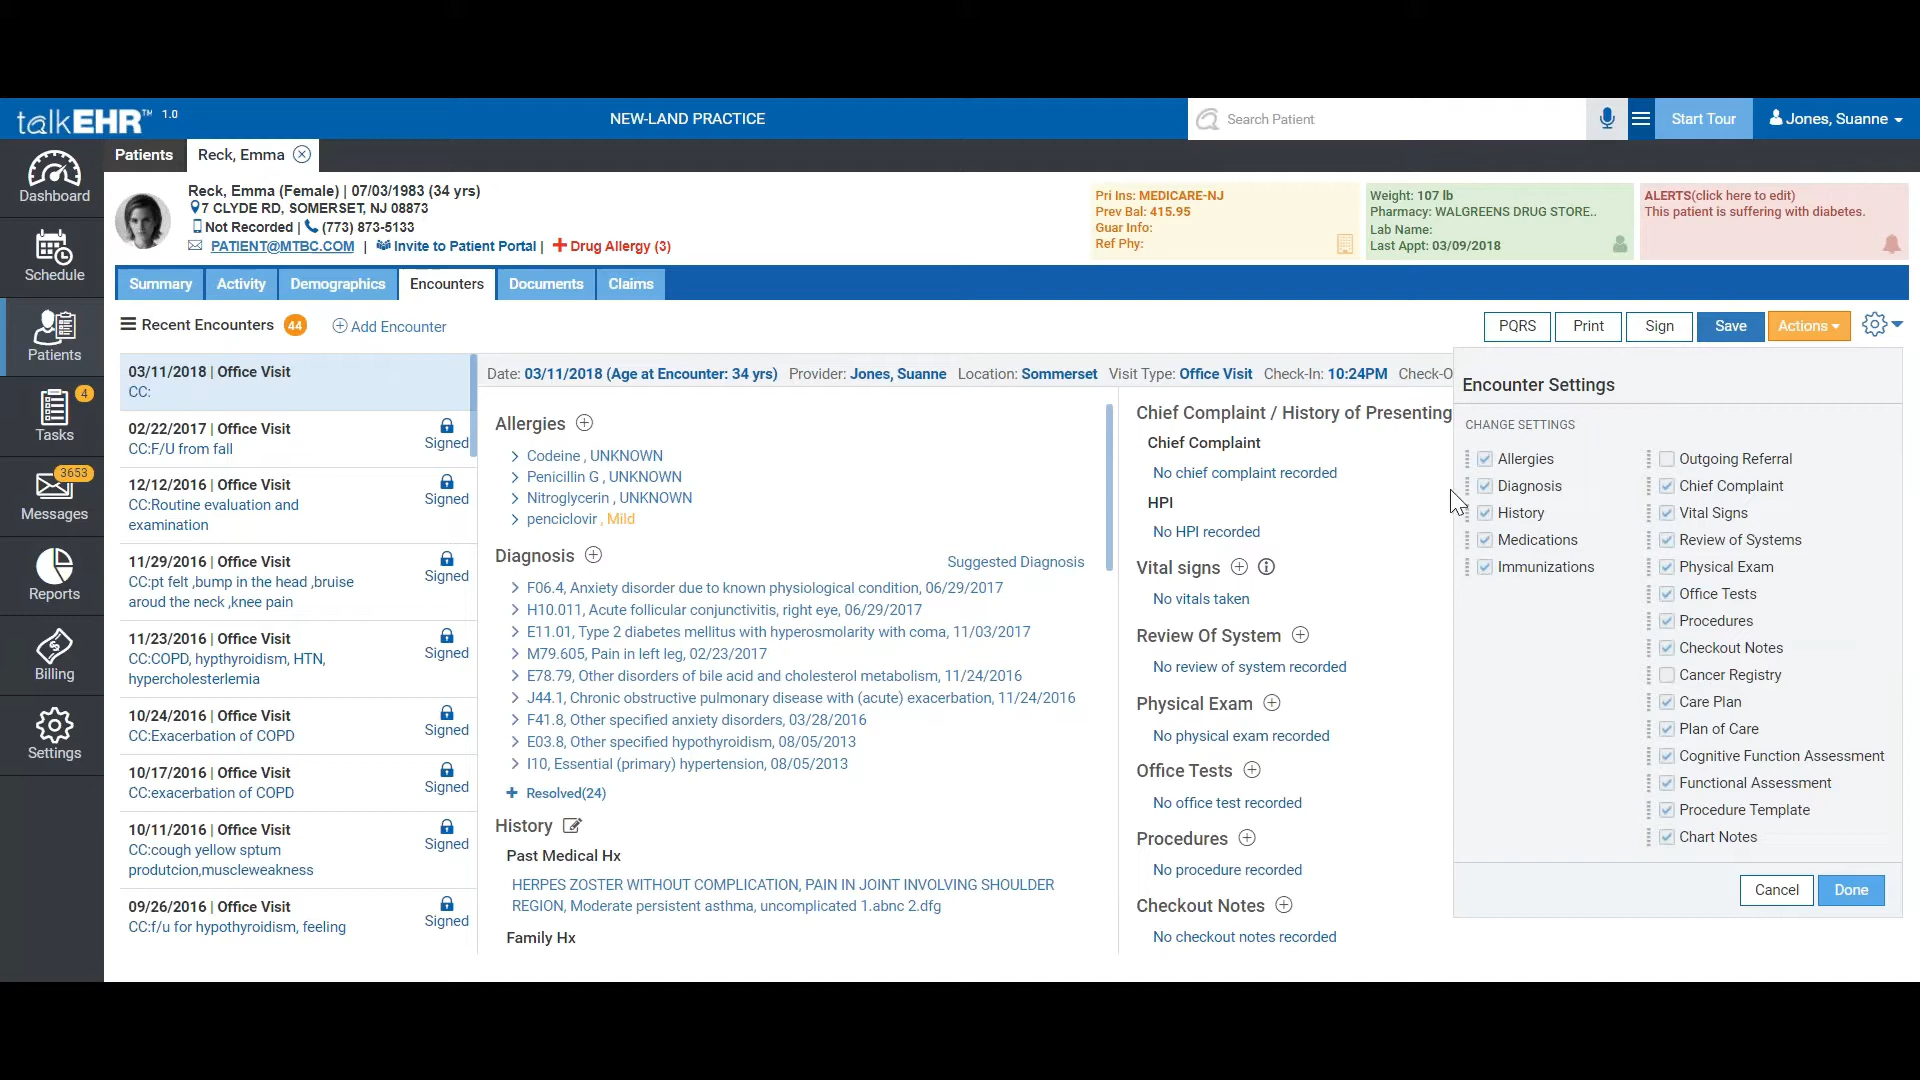 talkEHR™ 1.0
NEW-LAND PRACTICE
Search Patient
Start Tour
Jones, Suanne
Dashboard
Schedule
Patients
4
Tasks
3653
Messages
Reports
Billing
Settings
Patients
Reck, Emma
Reck, Emma (Female) | 07/03/1983 (34 yrs)
7 CLYDE RD, SOMERSET, NJ 08873
Not Recorded | (773) 873-5133
PATIENT@MTBC.COM | Invite to Patient Portal | Drug Allergy (3)
Pri Ins: MEDICARE-NJ
Prev Bal: 415.95
Guar Info:
Ref Phy:
Weight: 107 lb
Pharmacy: WALGREENS DRUG STORE..
Lab Name:
Last Appt: 03/09/2018
ALERTS(click here to edit)
This patient is suffering with diabetes.
Summary
Activity
Demographics
Encounters
Documents
Claims
Recent Encounters 44
Add Encounter
PQRS
Print
Sign
Save
Actions
03/11/2018 | Office Visit
CC:
02/22/2017 | Office Visit
CC:F/U from fall
Signed
12/12/2016 | Office Visit
CC:Routine evaluation and
examination
Signed
11/29/2016 | Office Visit
CC:pt felt ,bump in the head ,bruise
aroud the neck ,knee pain
Signed
11/23/2016 | Office Visit
CC:COPD, hypthyroidism, HTN,
hypercholesterlemia
Signed
10/24/2016 | Office Visit
CC:Exacerbation of COPD
Signed
10/17/2016 | Office Visit
CC:exacerbation of COPD
Signed
10/11/2016 | Office Visit
CC:cough yellow sptum
produtcion,muscleweakness
Signed
09/26/2016 | Office Visit
CC:f/u for hypothyroidism, feeling
Signed
Date: 03/11/2018 (Age at Encounter: 34 yrs) Provider: Jones, Suanne Location: Sommerset Visit Type: Office Visit Check-In: 10:24PM Check-O
Allergies
Codeine , UNKNOWN
Penicillin G , UNKNOWN
Nitroglycerin , UNKNOWN
penciclovir , Mild
Diagnosis
Suggested Diagnosis
F06.4, Anxiety disorder due to known physiological condition, 06/29/2017
H10.011, Acute follicular conjunctivitis, right eye, 06/29/2017
E11.01, Type 2 diabetes mellitus with hyperosmolarity with coma, 11/03/2017
M79.605, Pain in left leg, 02/23/2017
E78.79, Other disorders of bile acid and cholesterol metabolism, 11/24/2016
J44.1, Chronic obstructive pulmonary disease with (acute) exacerbation, 11/24/2016
F41.8, Other specified anxiety disorders, 03/28/2016
E03.8, Other specified hypothyroidism, 08/05/2013
I10, Essential (primary) hypertension, 08/05/2013
Resolved(24)
History
Past Medical Hx
HERPES ZOSTER WITHOUT COMPLICATION, PAIN IN JOINT INVOLVING SHOULDER
REGION, Moderate persistent asthma, uncomplicated 1.abnc 2.dfg
Family Hx
Chief Complaint / History of Presenting
Chief Complaint
No chief complaint recorded
HPI
No HPI recorded
Vital signs
No vitals taken
Review Of System
No review of system recorded
Physical Exam
No physical exam recorded
Office Tests
No office test recorded
Procedures
No procedure recorded
Checkout Notes
No checkout notes recorded
Encounter Settings
CHANGE SETTINGS
Allergies
Diagnosis
History
Medications
Immunizations
Outgoing Referral
Chief Complaint
Vital Signs
Review of Systems
Physical Exam
Office Tests
Procedures
Checkout Notes
Cancer Registry
Care Plan
Plan of Care
Cognitive Function Assessment
Functional Assessment
Procedure Template
Chart Notes
Cancel
Done